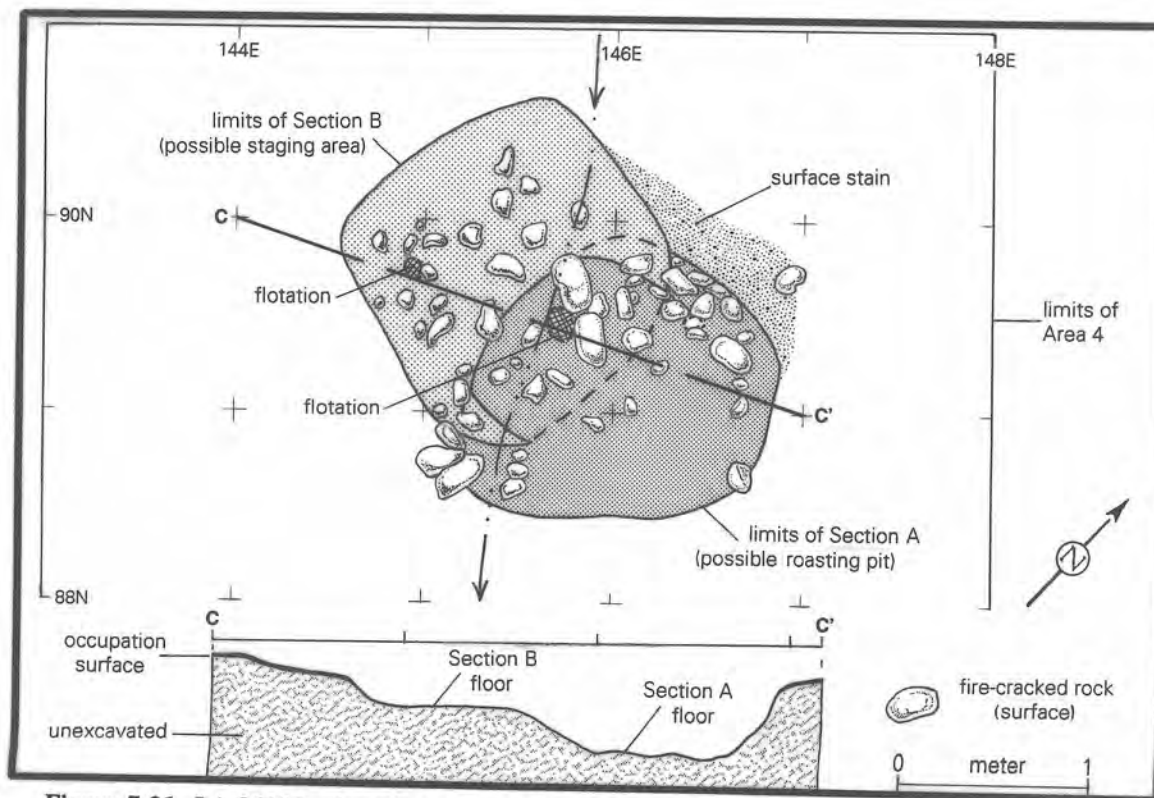 144E
146E
148E
limits of Section B
(possible staging area)
surface stain
90N
C
flotation
limits of
Area 4
flotation
C'
limits of Section A
(possible roasting pit)
N
88N
C
C'
occupation
surface
Section B
floor
Section A
floor
unexcavated
fire-cracked rock
(surface)
0 meter 1